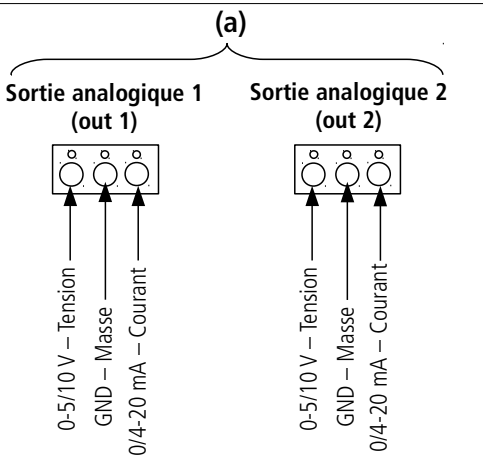 (a)
Sortie analogique 1
(out 1)
Sortie analogique 2
(out 2)
0-5/10 V – Tension
GND – Masse
0/4-20 mA – Courant
0-5/10 V – Tension
GND – Masse
0/4-20 mA – Courant